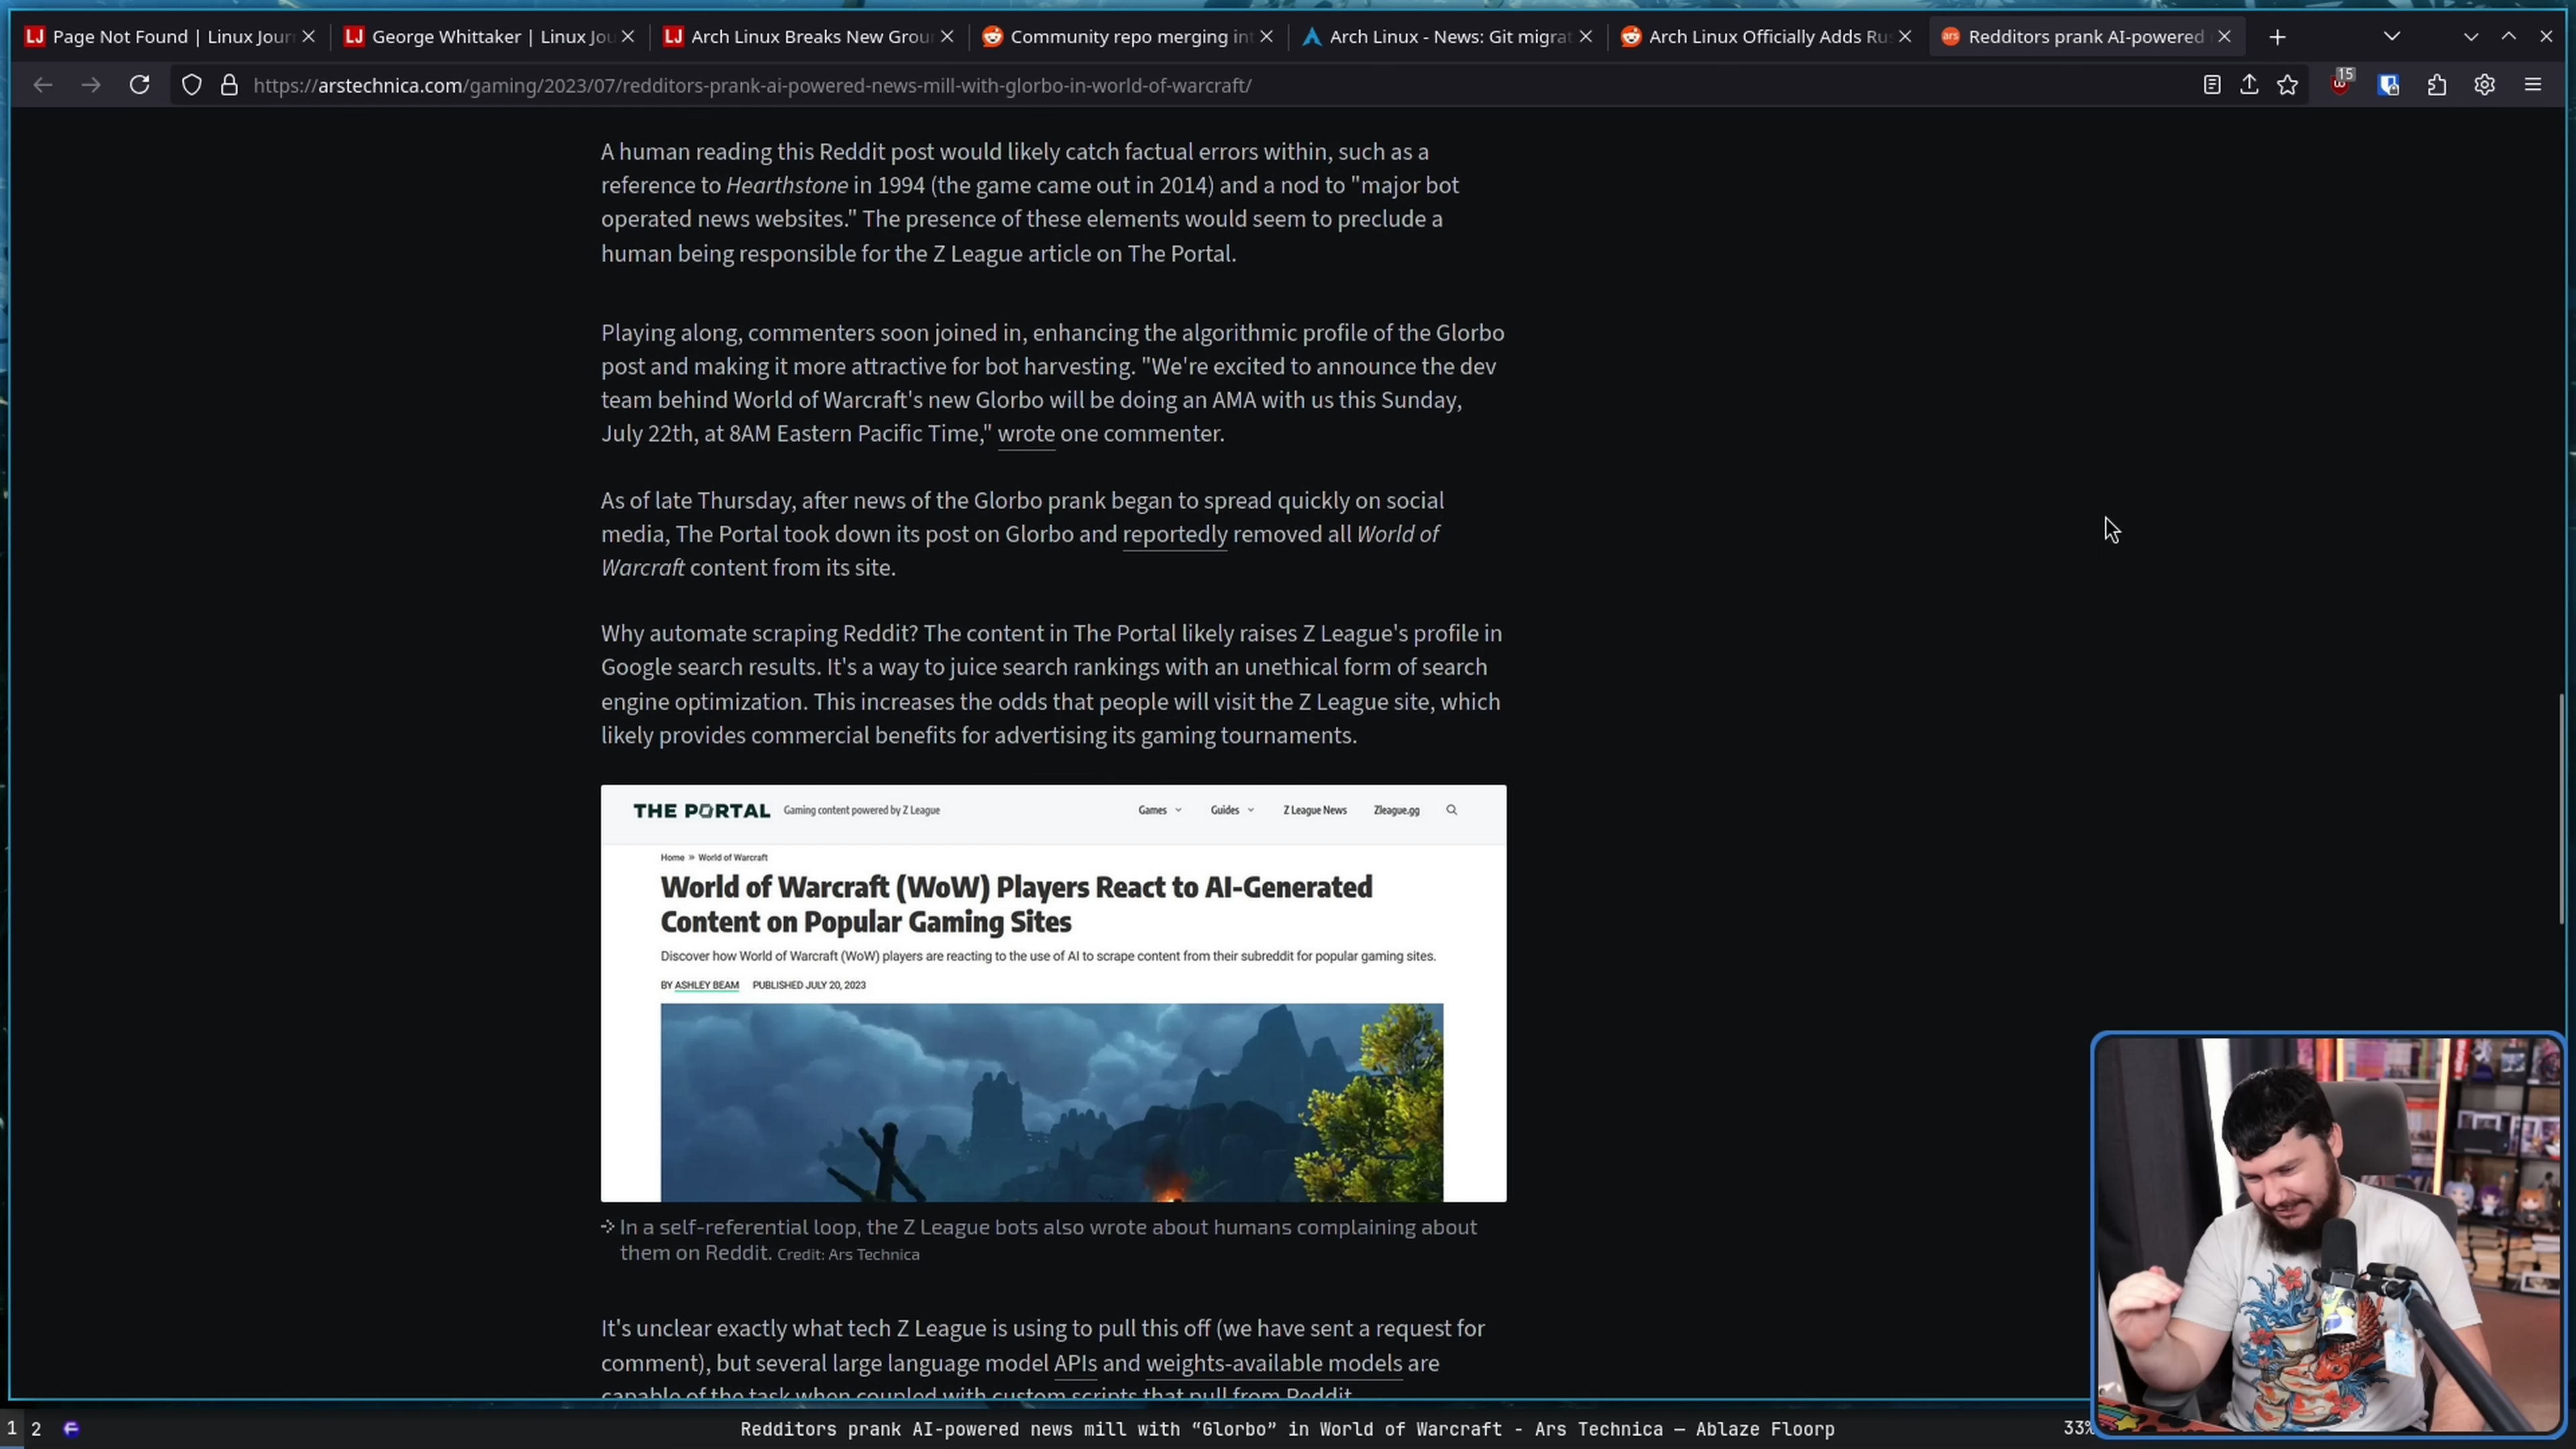 Page Not Found | Linux Jour
George Whittaker | Linux Jou
Arch Linux Breaks New Grou
Community repo merging int
Arch Linux - News: Git migrat
Arch Linux Officially Adds Ru
Redditors prank AI-powered
https://arstechnica.com/gaming/2023/07/redditors-prank-ai-powered-news-mill-with-glorbo-in-world-of-warcraft/
15
A human reading this Reddit post would likely catch factual errors within, such as a
reference to Hearthstone in 1994 (the game came out in 2014) and a nod to "major bot
operated news websites." The presence of these elements would seem to preclude a
human being responsible for the Z League article on The Portal.
Playing along, commenters soon joined in, enhancing the algorithmic profile of the Glorbo
post and making it more attractive for bot harvesting. "We're excited to announce the dev
team behind World of Warcraft's new Glorbo will be doing an AMA with us this Sunday,
July 22th, at 8AM Eastern Pacific Time," wrote one commenter.
As of late Thursday, after news of the Glorbo prank began to spread quickly on social
media, The Portal took down its post on Glorbo and reportedly removed all World of
Warcraft content from its site.
Why automate scraping Reddit? The content in The Portal likely raises Z League's profile in
Google search results. It's a way to juice search rankings with an unethical form of search
engine optimization. This increases the odds that people will visit the Z League site, which
likely provides commercial benefits for advertising its gaming tournaments.
THE PORTAL Gaming content powered by Z League Games Guides Z League News Zleague.gg
Home » World of Warcraft
World of Warcraft (WoW) Players React to AI-Generated
Content on Popular Gaming Sites
Discover how World of Warcraft (WoW) players are reacting to the use of AI to scrape content from their subreddit for popular gaming sites.
BY ASHLEY BEAM PUBLISHED JULY 20, 2023
In a self-referential loop, the Z League bots also wrote about humans complaining about
them on Reddit. Credit: Ars Technica
It's unclear exactly what tech Z League is using to pull this off (we have sent a request for
comment), but several large language model APIs and weights-available models are
capable of the task when coupled with custom scripts that pull from Reddit.
1 2 Redditors prank AI-powered news mill with “Glorbo” in World of Warcraft - Ars Technica — Ablaze Floorp 33%